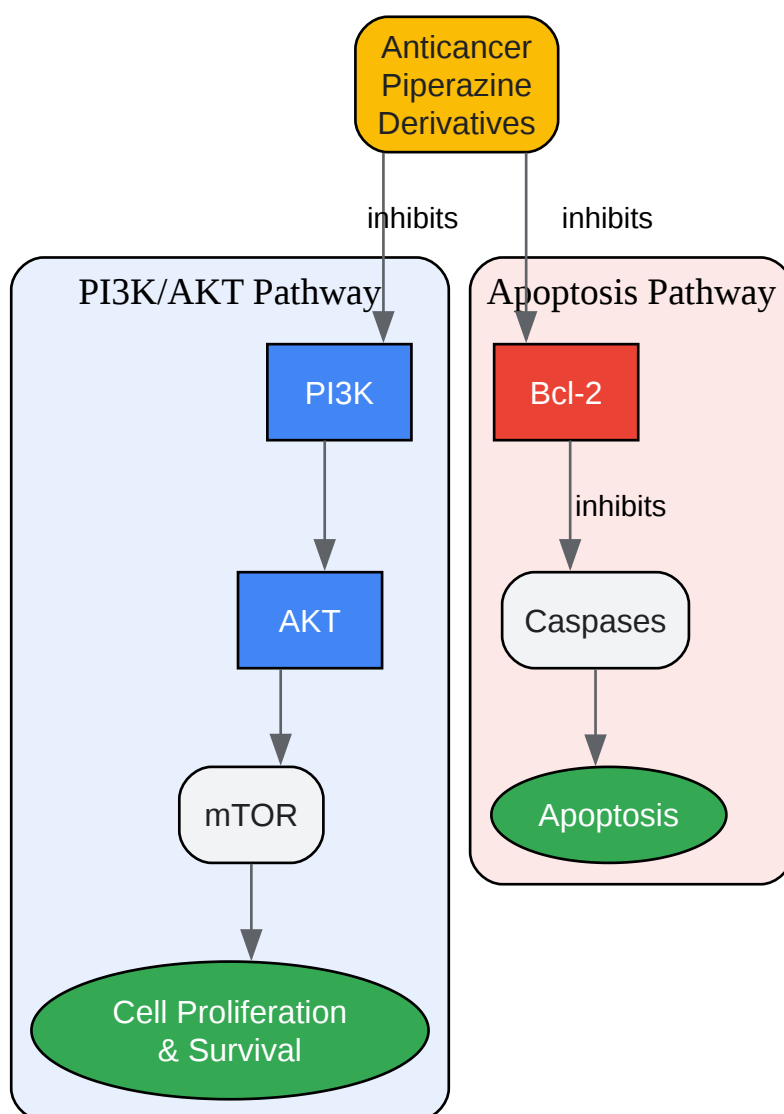 Anticancer
Piperazine
Derivatives
inhibits
inhibits
PI3K/AKT Pathway
Apoptosis Pathway
PI3K
Bcl-2
inhibits
AKT
Caspases
mTOR
Apoptosis
Cell Proliferation
& Survival